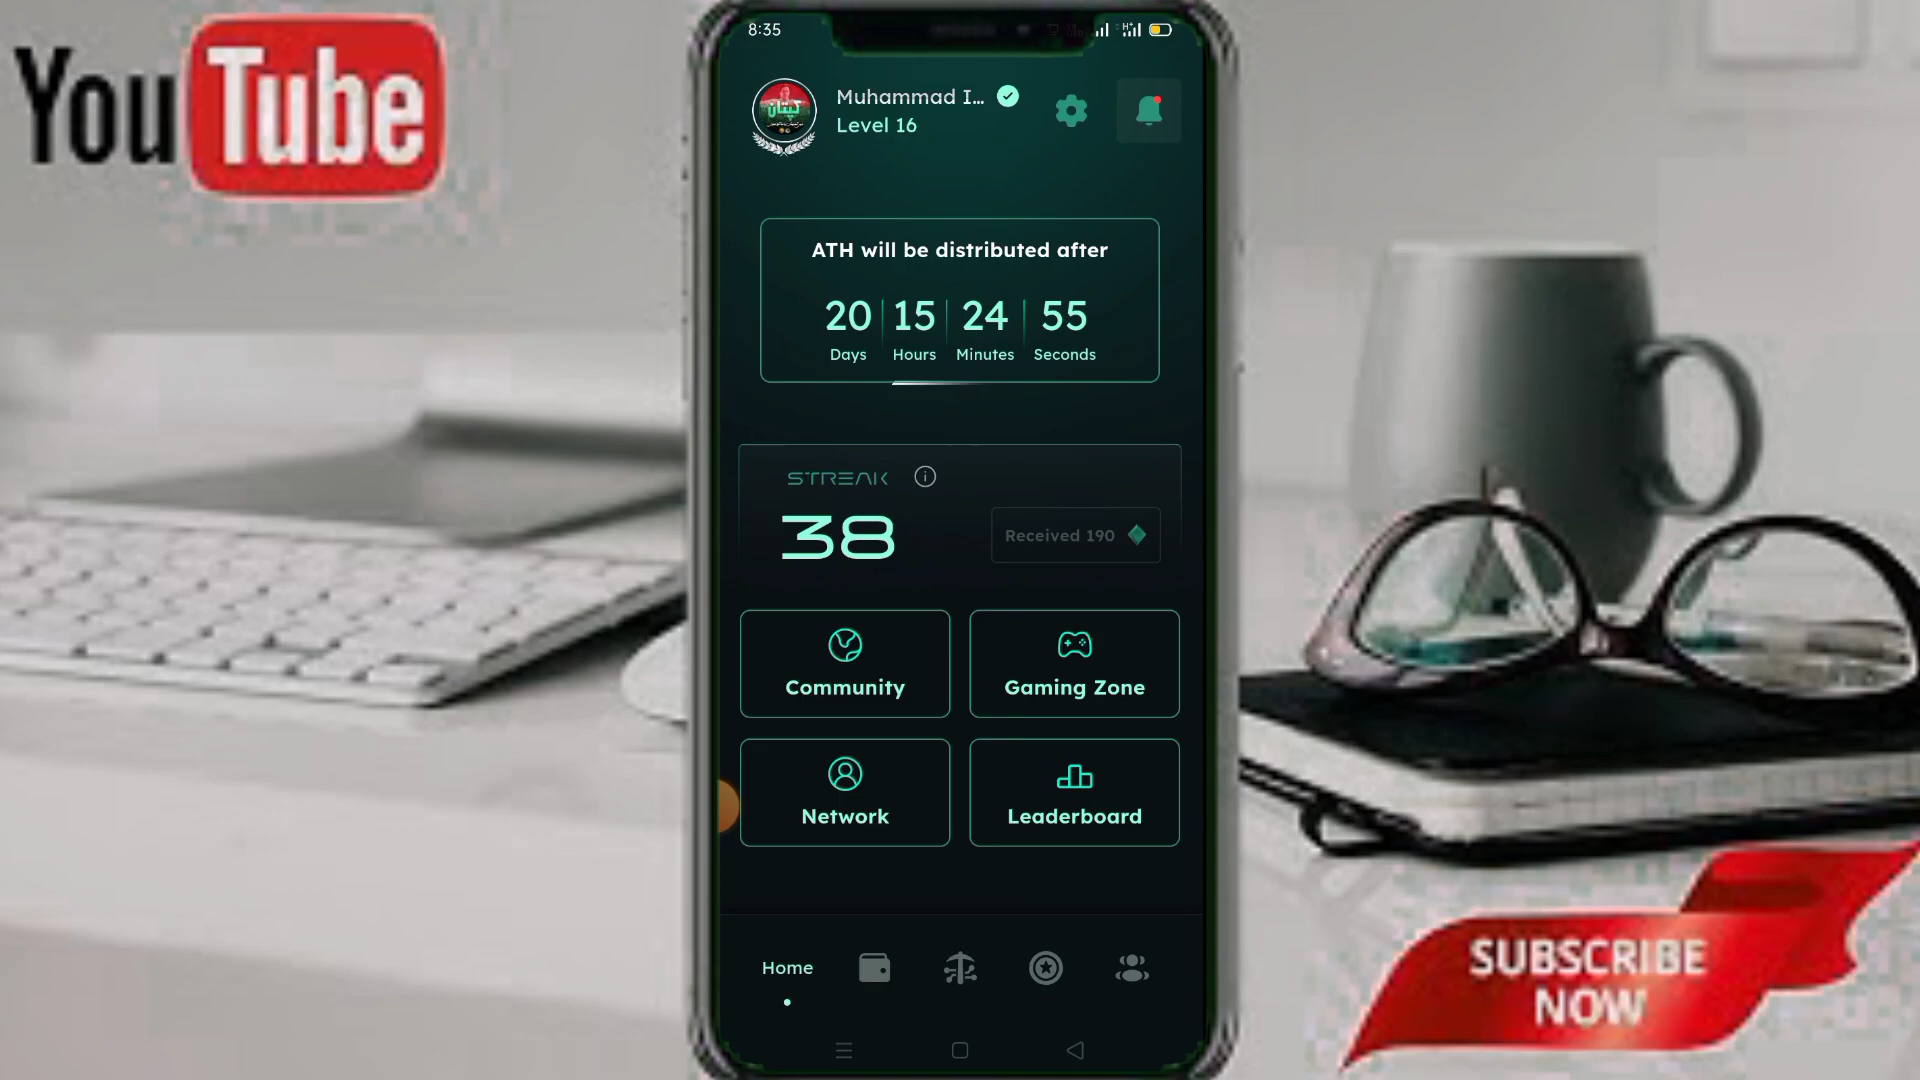 YouTube
8:35
Muhammad I...
Level 16
کپتان
ATH will be distributed after
20 15 24 55
Days Hours Minutes Seconds
STREAK
38
Received 190
Community
Gaming Zone
Network
Leaderboard
Home
SUBSCRIBE
NOW